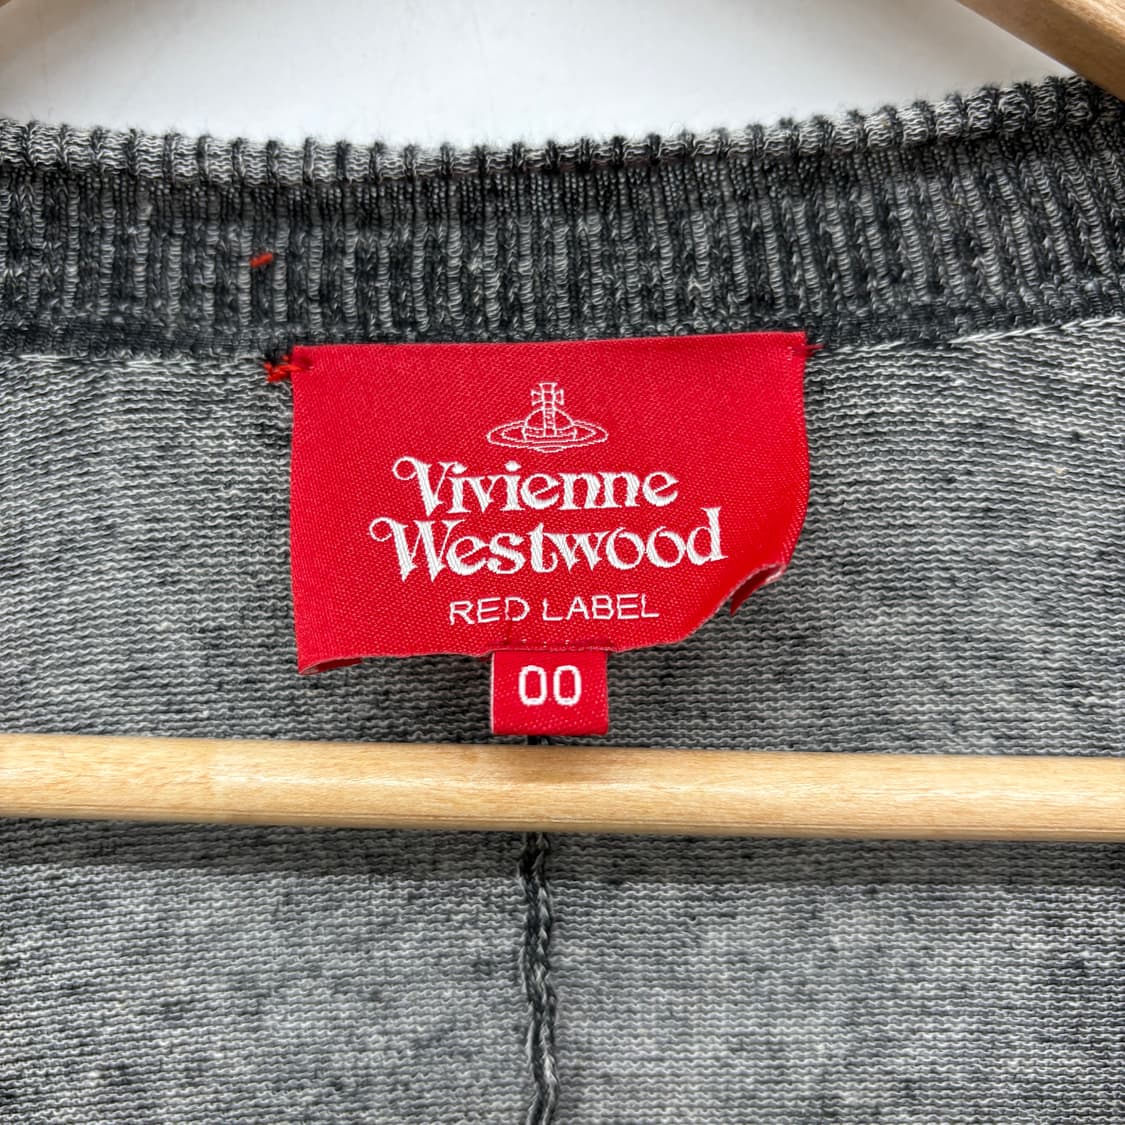 Vivienne
Westwood
RED LABEL
00